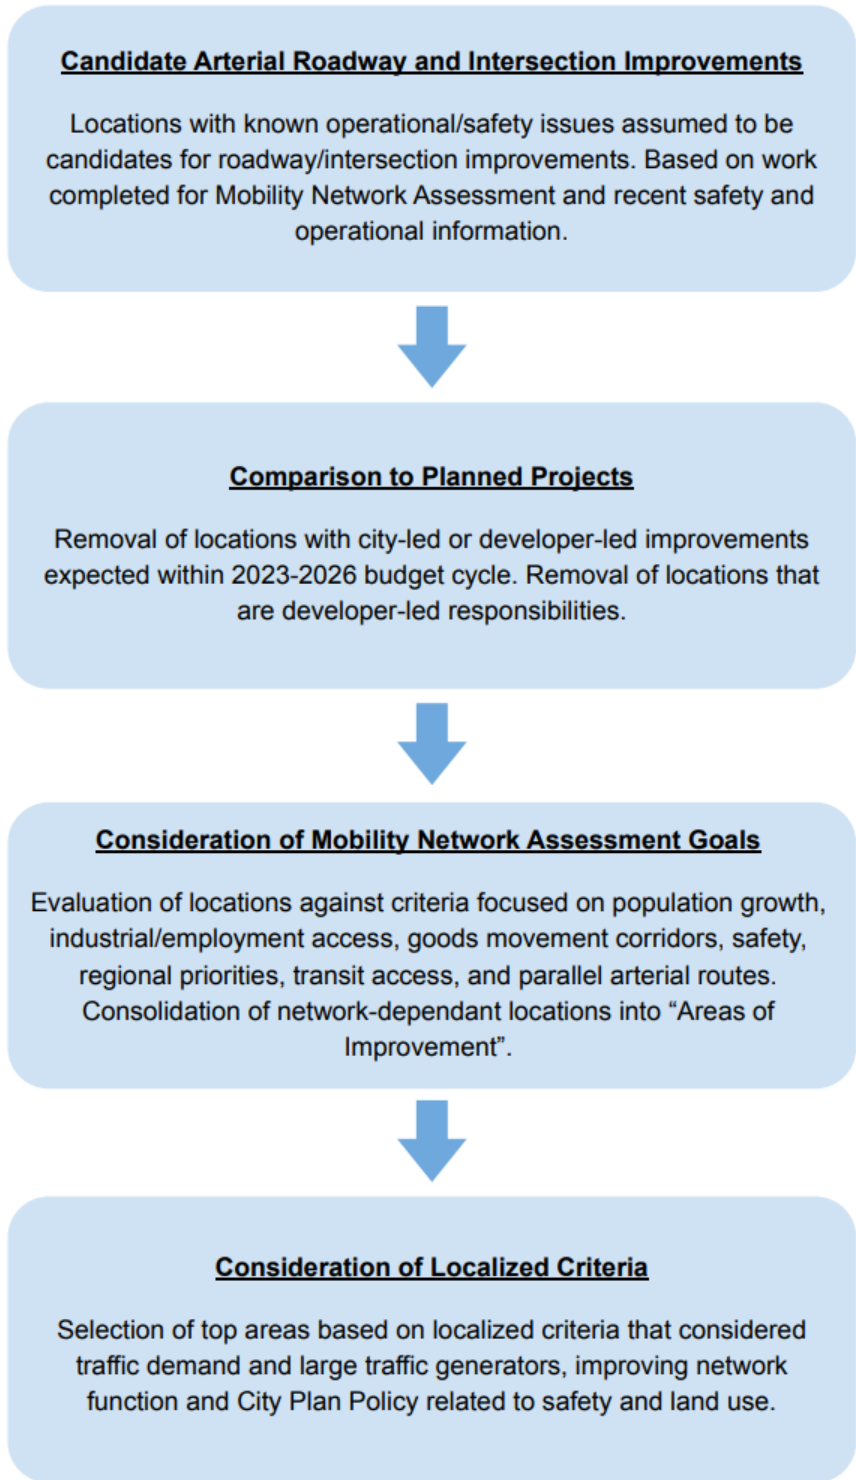 Candidate Arterial Roadway and Intersection Improvements
Locations with known operational/safety issues assumed to be
candidates for roadway/intersection improvements. Based on work
completed for Mobility Network Assessment and recent safety and
operational information.
Comparison to Planned Projects
Removal of locations with city-led or developer-led improvements
expected within 2023-2026 budget cycle. Removal of locations that
are developer-led responsibilities.
Consideration of Mobility Network Assessment Goals
Evaluation of locations against criteria focused on population growth,
industrial/employment access, goods movement corridors, safety,
regional priorities, transit access, and parallel arterial routes.
Consolidation of network-dependant locations into “Areas of
Improvement”.
Consideration of Localized Criteria
Selection of top areas based on localized criteria that considered
traffic demand and large traffic generators, improving network
function and City Plan Policy related to safety and land use.